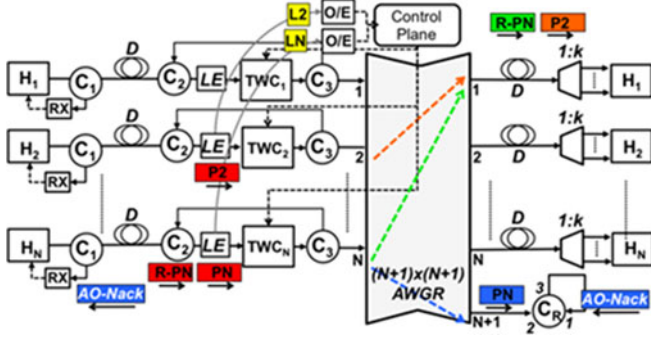 L2 O/E Control Plane R-PN P2
LN O/E
H1 C1 D C2 LE TWC1 C3 1 1 D 1:k H1
RX
H2 C1 D C2 LE TWC2 C3 2 2 D 1:k H2
RX P2
HN C1 D C2 LE TWCN C3 N N D 1:k HN
RX
(N+1)x(N+1) AWGR
AO-Nack R-PN PN PN AO-Nack
N+1 2 CR 3 1